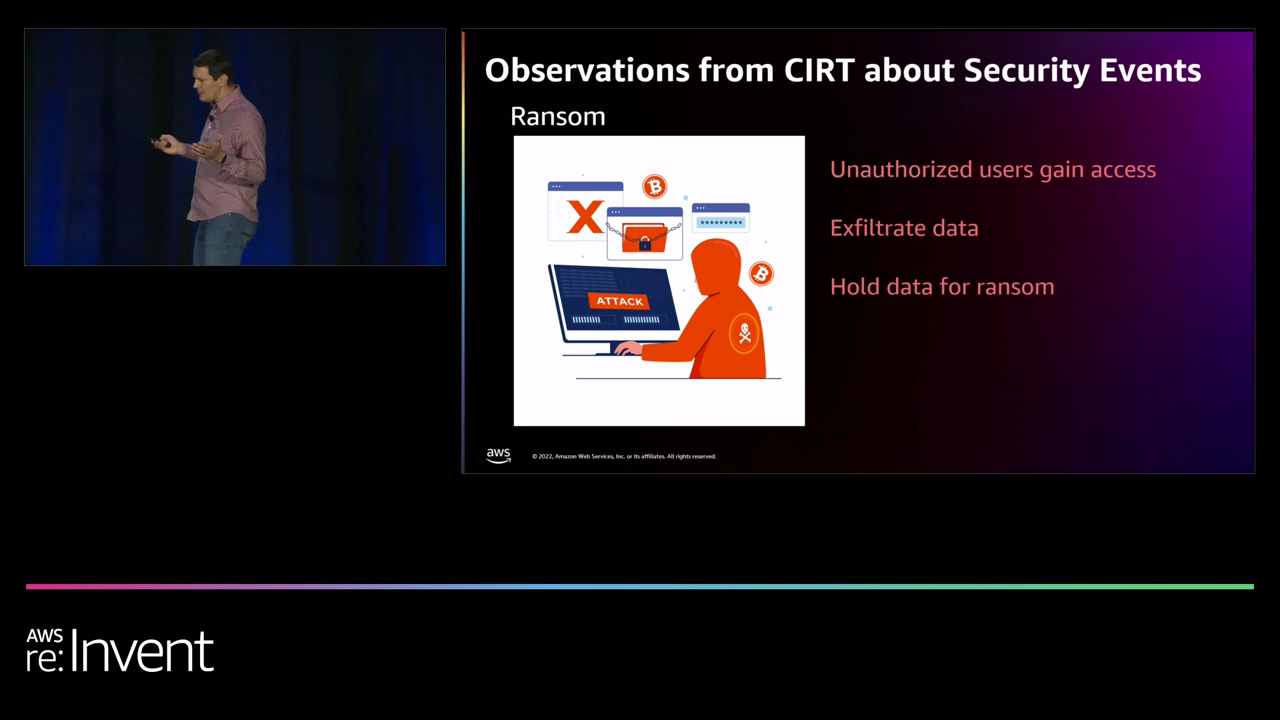 Observations from CIRT about Security Events
Ransom
X
ATTACK
*********
Unauthorized users gain access
Exfiltrate data
Hold data for ransom
aws
© 2022, Amazon Web Services, Inc. or its affiliates. All rights reserved.
AWS
re:Invent